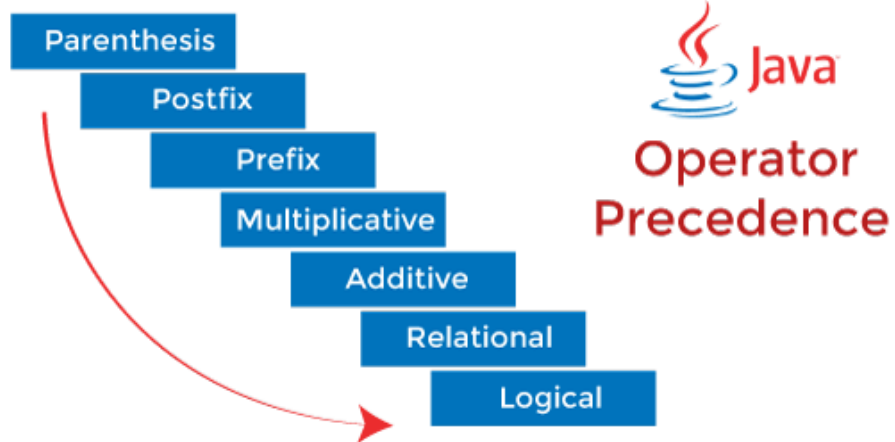 Parenthesis
Postfix
Prefix
Multiplicative
Additive
Relational
Logical
Java
Operator
Precedence